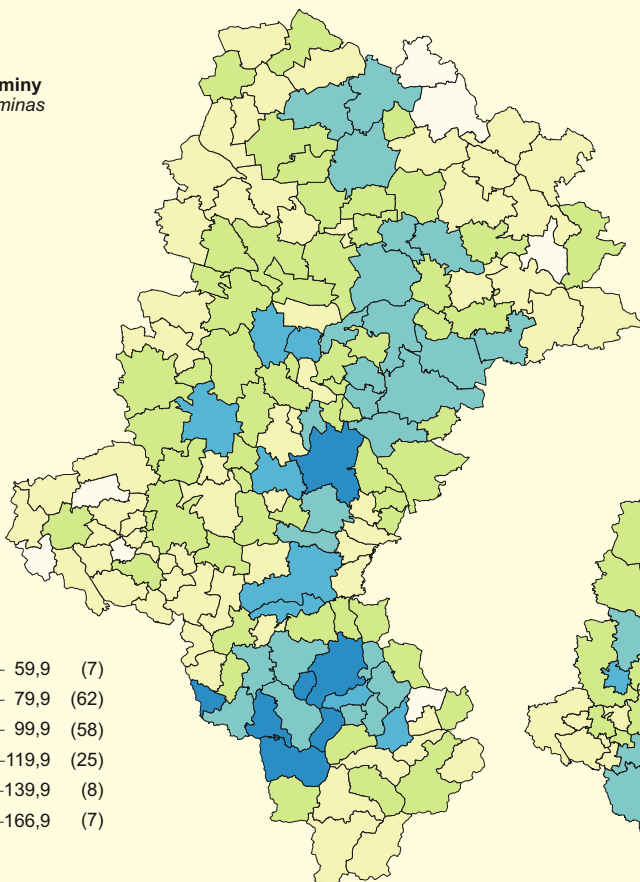 miny
minas
– 59,9 (7)
– 79,9 (62)
– 99,9 (58)
–119,9 (25)
–139,9 (8)
–166,9 (7)